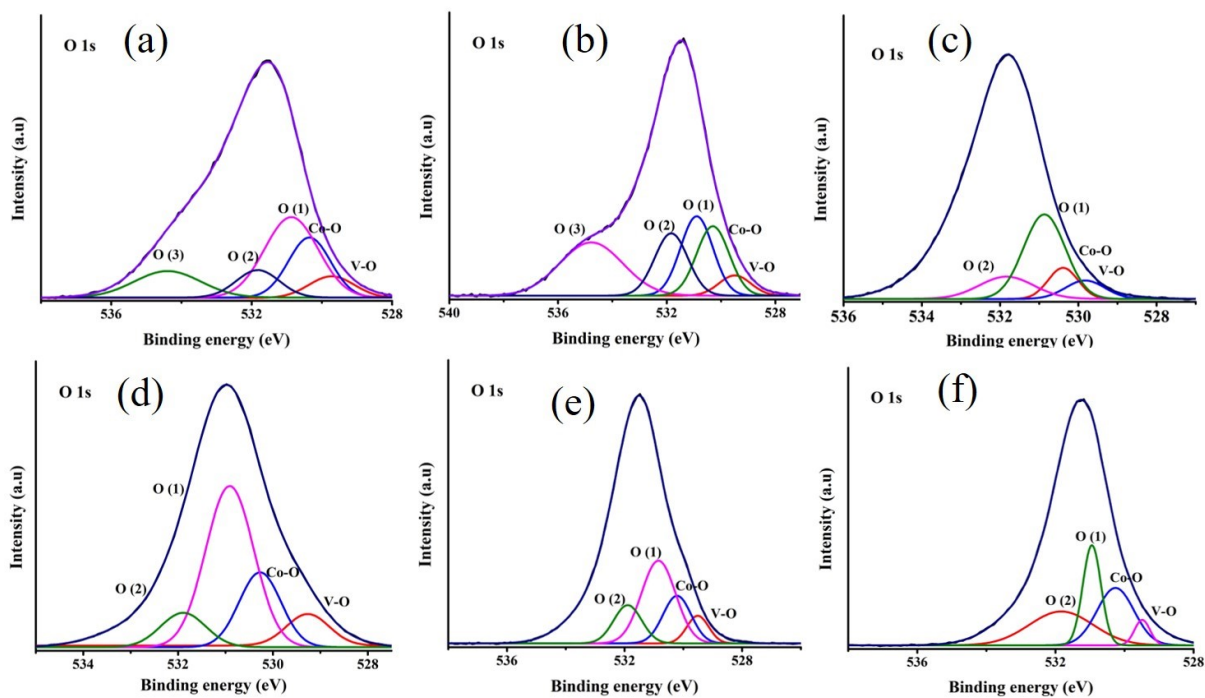 (a)
O 1s
O (1)
Co-O
O (3)
O (2)
V-O
Intensity (a.u)
536
532
528
Binding energy (eV)
(b)
O 1s
O (1)
O (2)
O (3)
Co-O
V-O
Intensity (a.u)
540
536
532
528
Binding energy (eV)
(c)
O 1s
O (1)
Co-O
V-O
O (2)
Intensity (a.u)
536
534
532
530
528
Binding energy (eV)
(d)
O 1s
O (1)
O (2)
Co-O
V-O
Intensity (a.u)
534
532
530
528
Binding energy (eV)
(e)
O 1s
O (1)
Co-O
O (2)
V-O
Intensity (a.u)
536
532
528
Binding energy (eV)
(f)
O 1s
O (1)
Co-O
O (2)
V-O
Intensity (a.u)
536
532
528
Binding energy (eV)